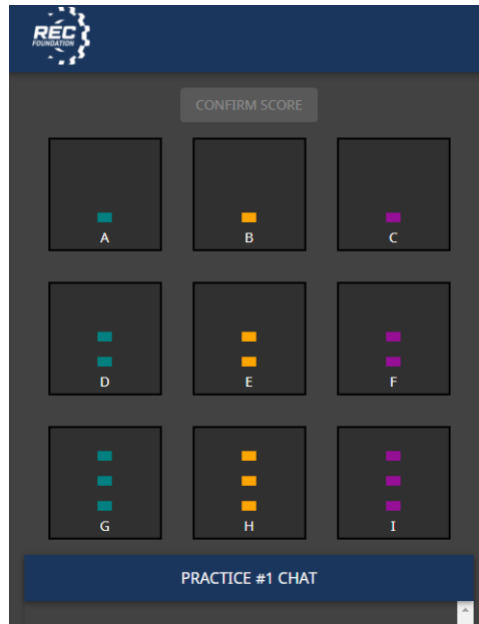 REC
FOUNDATION
CONFIRM SCORE
A B C
D E F
G H I
PRACTICE #1 CHAT